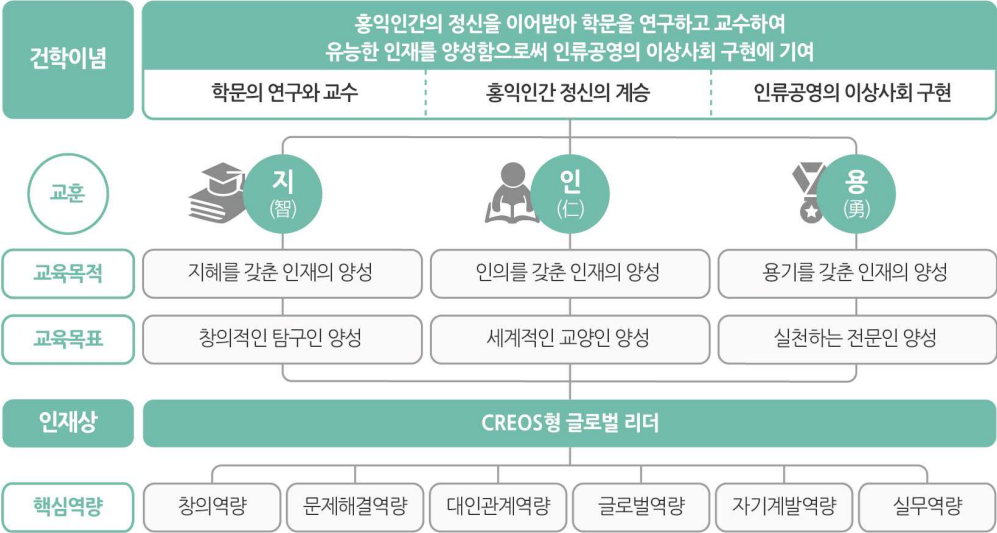 건학이념
홍익인간의 정신을 이어받아 학문을 연구하고 교수하여
유능한 인재를 양성함으로써 인류공영의 이상사회 구현에 기여
학문의 연구와 교수
홍익인간 정신의 계승
인류공영의 이상사회 구현
교훈
지
(智)
인
(仁)
용
(勇)
교육목적
지혜를 갖춘 인재의 양성
인의를 갖춘 인재의 양성
용기를 갖춘 인재의 양성
교육목표
창의적인 탐구인 양성
세계적인 교양인 양성
실천하는 전문인 양성
인재상
CREOS형 글로벌 리더
핵심역량
창의역량
문제해결역량
대인관계역량
글로벌역량
자기계발역량
실무역량